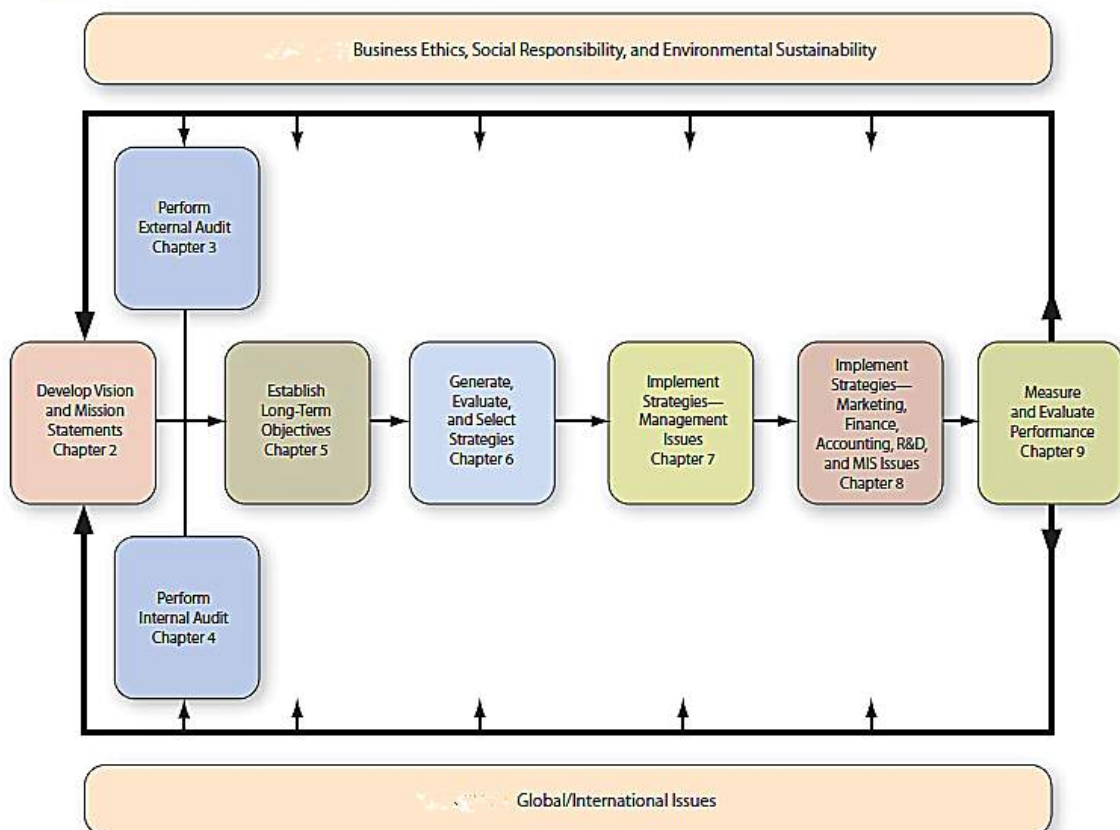 Business Ethics, Social Responsibility, and Environmental Sustainability
Perform
External Audit
Chapter 3
Develop Vision
and Mission
Statements
Chapter 2
Establish
Long-Term
Objectives
Chapter 5
Generate,
Evaluate,
and Select
Strategies
Chapter 6
Implement
Strategies—
Management
Issues
Chapter 7
Implement
Strategies—
Marketing,
Finance,
Accounting, R&D,
and MIS Issues
Chapter 8
Measure
and Evaluate
Performance
Chapter 9
Perform
Internal Audit
Chapter 4
Global/International Issues